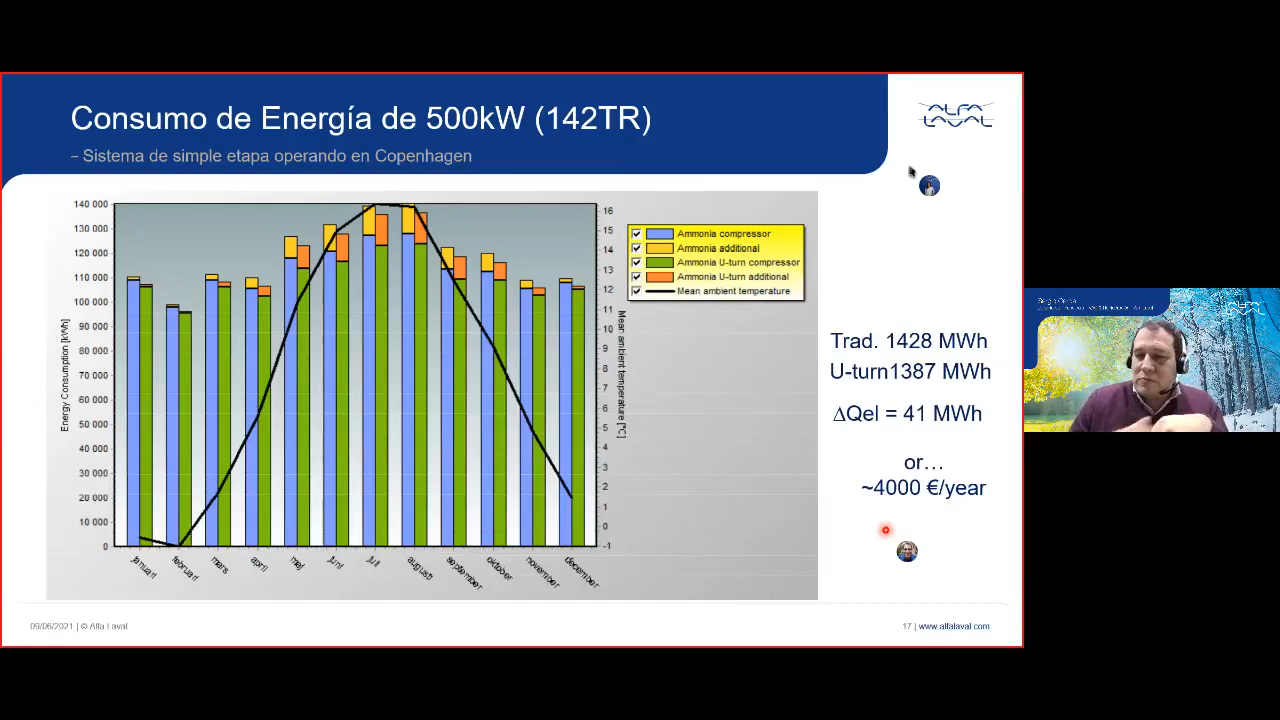 Consumo de Energía de 500kW (142TR)
– Sistema de simple etapa operando en Copenhagen
ALFA
LAVAL
140 000
130 000
120 000
110 000
100 000
90 000
80 000
70 000
60 000
50 000
40 000
30 000
20 000
10 000
0
Energy Consumption [kWh]
16
15
14
13
12
11
10
9
8
7
6
5
4
3
2
1
0
-1
Mean ambient temperature [°C]
januari
februari
mars
april
maj
juni
juli
augusti
september
oktober
november
december
Ammonia compressor
Ammonia additional
Ammonia U-turn compressor
Ammonia U-turn additional
Mean ambient temperature
Trad. 1428 MWh
U-turn1387 MWh
∆Qel = 41 MWh
or…
~4000 €/year
09/06/2021 | © Alfa Laval
17 | www.alfalaval.com